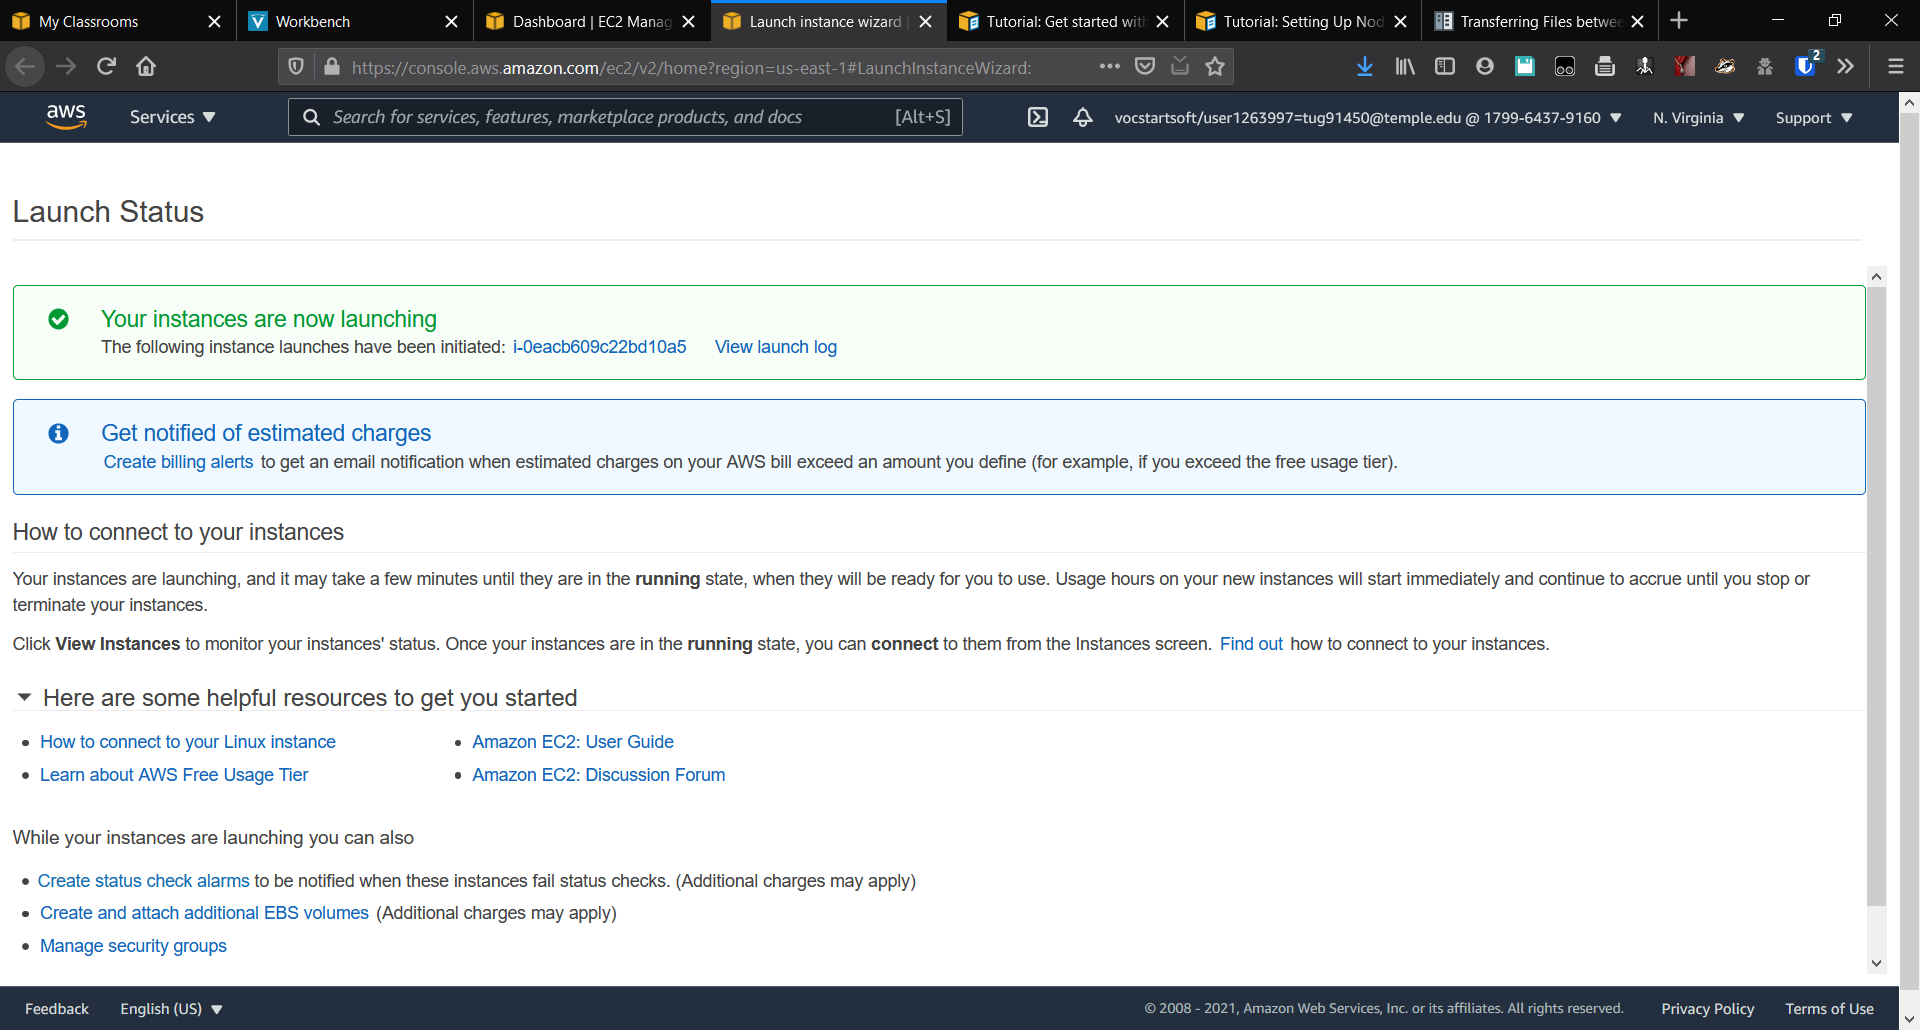 My Classrooms
Workbench
Dashboard | EC2 Manag
Launch instance wizard |
Tutorial: Get started with
Tutorial: Setting Up Nod
Transferring Files betwee
https://console.aws.amazon.com/ec2/v2/home?region=us-east-1#LaunchInstanceWizard:
2
aws
Services
Search for services, features, marketplace products, and docs
[Alt+S]
vocstartsoft/user1263997=tug91450@temple.edu @ 1799-6437-9160
N. Virginia
Support
Launch Status
Your instances are now launching
The following instance launches have been initiated: i-0eacb609c22bd10a5 View launch log
Get notified of estimated charges
Create billing alerts to get an email notification when estimated charges on your AWS bill exceed an amount you define (for example, if you exceed the free usage tier).
How to connect to your instances
Your instances are launching, and it may take a few minutes until they are in the running state, when they will be ready for you to use. Usage hours on your new instances will start immediately and continue to accrue until you stop or
terminate your instances.
Click View Instances to monitor your instances' status. Once your instances are in the running state, you can connect to them from the Instances screen. Find out how to connect to your instances.
Here are some helpful resources to get you started
How to connect to your Linux instance
Amazon EC2: User Guide
Learn about AWS Free Usage Tier
Amazon EC2: Discussion Forum
While your instances are launching you can also
Create status check alarms to be notified when these instances fail status checks. (Additional charges may apply)
Create and attach additional EBS volumes (Additional charges may apply)
Manage security groups
Feedback
English (US)
© 2008 - 2021, Amazon Web Services, Inc. or its affiliates. All rights reserved.
Privacy Policy
Terms of Use